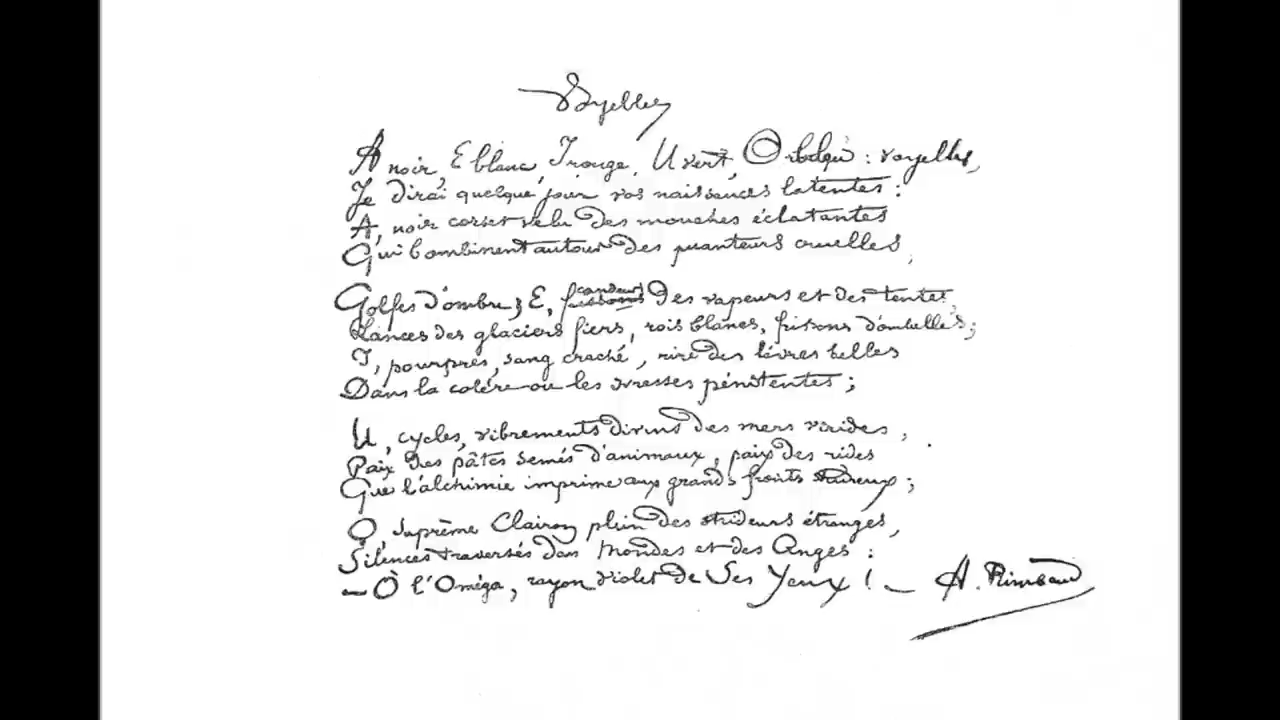 Voyelles
A noir, E blanc, I rouge, U vert, O bleu : voyelles,
Je dirai quelque jour vos naissances latentes :
A, noir corset velu des mouches éclatantes
Qui bombinent autour des puanteurs cruelles,
Golfes d'ombre ; E, frissons candeurs des vapeurs et des tentes,
Lances des glaciers fiers, rois blancs, frissons d'ombelles ;
I, pourpres, sang craché, rire des lèvres belles
Dans la colère ou les ivresses pénitentes ;
U, cycles, vibrements divins des mers virides,
Paix des pâtis semés d'animaux, paix des rides
Que l'alchimie imprime aux grands fronts studieux ;
O, suprême Clairon plein des strideurs étranges,
Silences traversés des Mondes et des Anges :
— O l'Oméga, rayon violet de Ses Yeux ! — A. Rimbaud